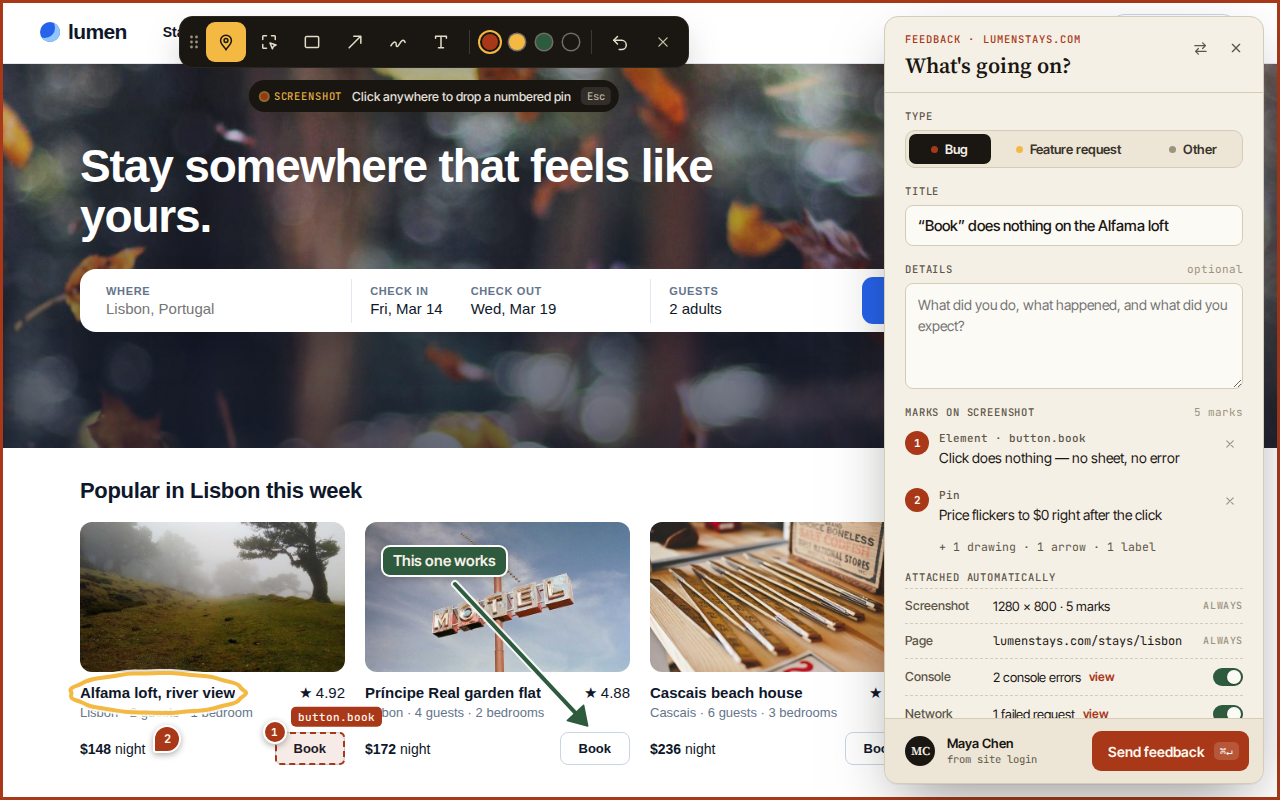 lumen
SCREENSHOT Click anywhere to drop a numbered pin Esc
Stay somewhere that feels like
yours.
WHERE
Lisbon, Portugal
CHECK IN
Fri, Mar 14
CHECK OUT
Wed, Mar 19
GUESTS
2 adults
Popular in Lisbon this week
This one works
MOTEL
Alfama loft, river view
★ 4.92
Lisbon
bedroom
button.book
$148 night
2
1
Book
Príncipe Real garden flat
★ 4.88
4 guests · 2 bedrooms
$172 night
Book
BONELESS
NATIONAL STORES
Cascais beach house
★
Cascais · 6 guests · 3 bedrooms
$236 night
FEEDBACK · LUMENSTAYS.COM
What's going on?
TYPE
Bug
Feature request
Other
TITLE
“Book” does nothing on the Alfama loft
DETAILS
optional
What did you do, what happened, and what did you
expect?
MARKS ON SCREENSHOT
5 marks
1
Element · button.book
Click does nothing — no sheet, no error
2
Pin
Price flickers to $0 right after the click
+ 1 drawing · 1 arrow · 1 label
ATTACHED AUTOMATICALLY
Screenshot 1280 × 800 · 5 marks ALWAYS
Page lumenstays.com/stays/lisbon ALWAYS
Console 2 console errors view
Network 1 failed request view
MC
Maya Chen
from site login
Send feedback ⌘↵